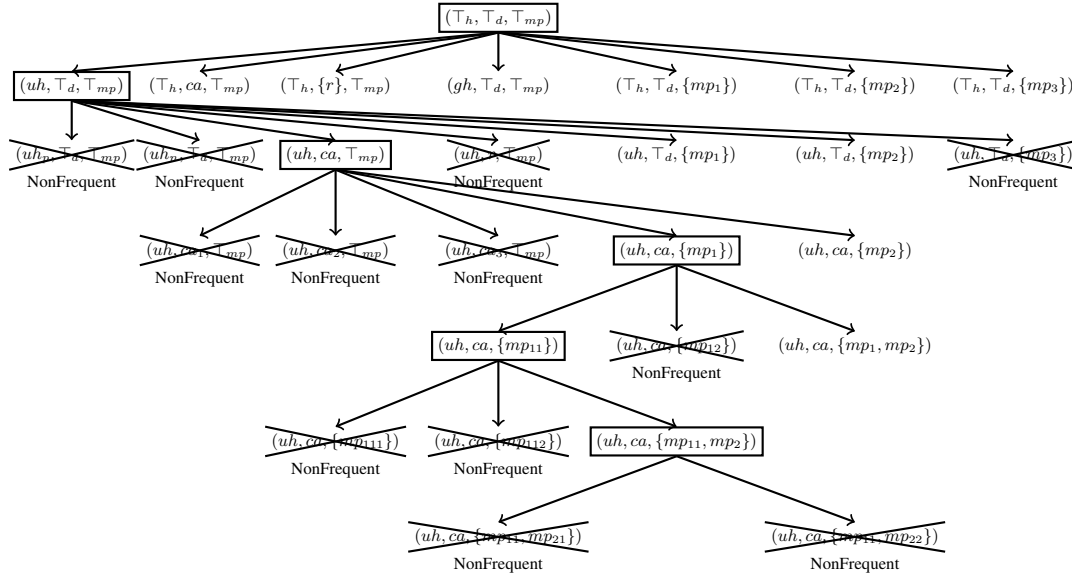 (⊤_h, ⊤_d, ⊤_mp)
(uh, ⊤_d, ⊤_mp) (⊤_h, ca, ⊤_mp) (⊤_h, {r}, ⊤_mp) (gh, ⊤_d, ⊤_mp) (⊤_h, ⊤_d, {mp_1}) (⊤_h, ⊤_d, {mp_2}) (⊤_h, ⊤_d, {mp_3})
(uh_p, ⊤_d, ⊤_mp) (uh_n, ⊤_d, ⊤_mp) (uh, ca, ⊤_mp) (uh, r, ⊤_mp) (uh, ⊤_d, {mp_1}) (uh, ⊤_d, {mp_2}) (uh, ⊤_d, {mp_3})
NonFrequent NonFrequent NonFrequent NonFrequent
(uh, ca_1, ⊤_mp) (uh, ca_2, ⊤_mp) (uh, ca_3, ⊤_mp) (uh, ca, {mp_1}) (uh, ca, {mp_2})
NonFrequent NonFrequent NonFrequent
(uh, ca, {mp_11}) (uh, ca, {mp_12}) (uh, ca, {mp_1, mp_2})
NonFrequent
(uh, ca, {mp_111}) (uh, ca, {mp_112}) (uh, ca, {mp_11, mp_2})
NonFrequent NonFrequent
(uh, ca, {mp_11, mp_21}) (uh, ca, {mp_11, mp_22})
NonFrequent NonFrequent